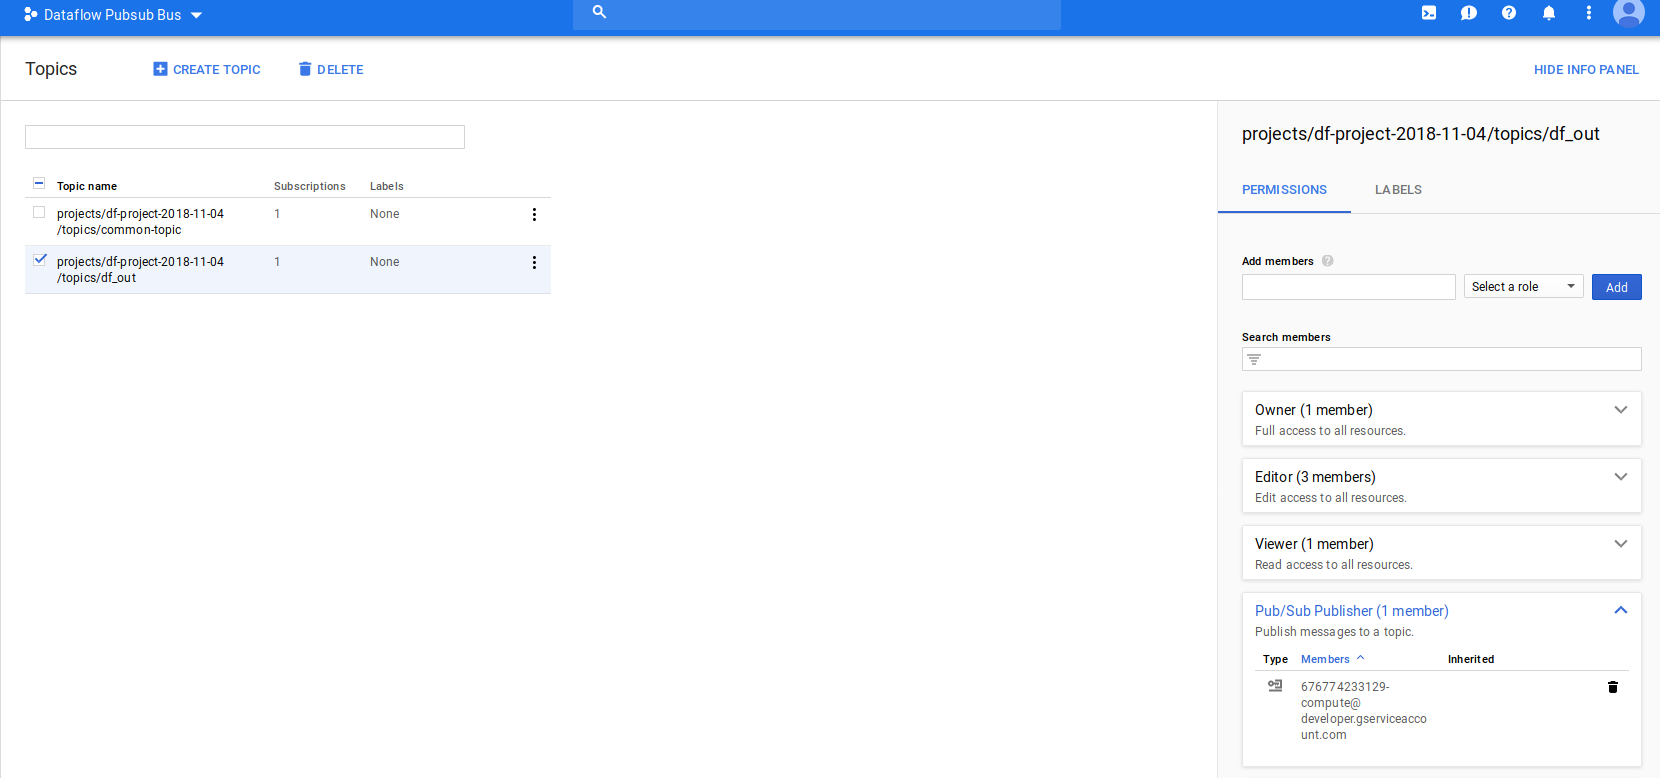 Dataflow Pubsub Bus
Topics
CREATE TOPIC
DELETE
HIDE INFO PANEL
Topic name Subscriptions Labels
projects/df-project-2018-11-04 1 None
/topics/common-topic
projects/df-project-2018-11-04 1 None
/topics/df_out
projects/df-project-2018-11-04/topics/df_out
PERMISSIONS LABELS
Add members
Select a role Add
Search members
Owner (1 member)
Full access to all resources.
Editor (3 members)
Edit access to all resources.
Viewer (1 member)
Read access to all resources.
Pub/Sub Publisher (1 member)
Publish messages to a topic.
Type Members Inherited
676774233129-
compute@
developer.gserviceacco
unt.com